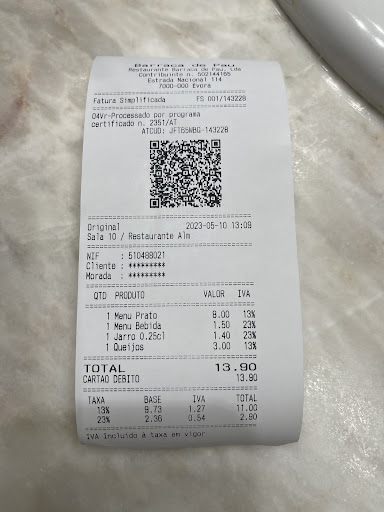 Barraca de Pau
Restaurante Barraca de Pau, Lda
Contribuinte n. 502144165
Estrada Nacional 114
7000-000 Evora
Fatura Simplificada FS 001/143228
O4Vr-Processado por programa
certificado n. 2351/AT
ATCUD: JFT65NBG-143228
Original 2023-05-10 13:09
Sala 10 / Restaurante Alm
NIF : 510488021
Cliente : *********
Morada : *********
QTD PRODUTO VALOR IVA
1 Menu Prato 8.00 13%
1 Menu Bebida 1.50 23%
1 Jarro 0.25cl 1.40 23%
1 Queijos 3.00 13%
TOTAL 13.90
CARTAO DEBITO 13.90
TAXA BASE IVA TOTAL
13% 9.73 1.27 11.00
23% 2.36 0.54 2.90
IVA Incluido à taxa em vigor